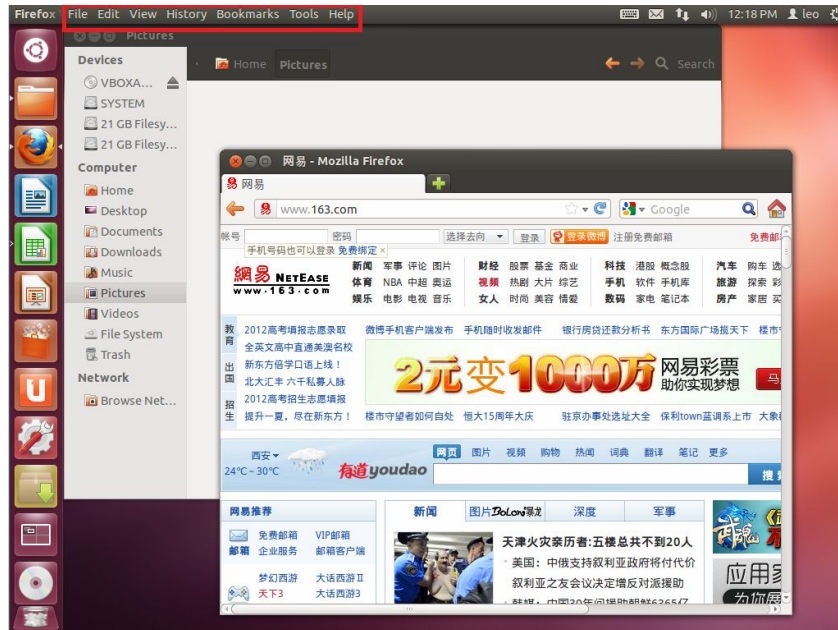 Firefox File Edit View History Bookmarks Tools Help 12:18 PM leo
Pictures
Devices
VBOXA...
SYSTEM
21 GB Filesy...
21 GB Filesy...
Computer
Home
Desktop
Documents
Downloads
Music
Pictures
Videos
File System
Trash
Network
Browse Net...
Home Pictures Search
网易 - Mozilla Firefox
网易
www.163.com Google
帐号 密码 选择去向 登录 登录微博 注册免费邮箱 免费邮
手机号码也可以登录 免费绑定 ×
網易 NETEASE
www.163.com
新闻 军事 评论 图片 财经 股票 基金 商业 科技 港股 概念股 汽车 购车 选
体育 NBA 中超 奥运 视频 热剧 大片 综艺 手机 软件 手机库 旅游 探索 彩
娱乐 电影 电视 音乐 女人 时尚 美容 情爱 数码 家电 笔记本 房产 家居 买
教育 2012高考填报志愿录取 微博手机客户端发布 手机随时收发邮件 银行房贷还款分析书 东方国际广场揽天下 楼市
全英文高中直通美澳名校
出国 新东方倍学口语上线！
北大汇丰 六千私募人脉
招生 2012高考招生志愿填报
提升一夏，尽在新东方！ 楼市守望者如何自处 恒大15周年大庆 驻京办事处选址大全 保利town蓝调系上市 大象
2元变1000万 网易彩票
助你实现梦想
马
西安
24°C~30°C
有道youdao
网页 图片 视频 购物 热闻 词典 翻译 笔记 更多
搜
网易推荐
免费邮箱 VIP邮箱
邮箱 企业服务 邮箱客户端
梦幻西游 大话西游II
天下3 大话西游3
新闻 图片 深度 军事
天津火灾亲历者:五楼总共不到20人
美国：中俄支持叙利亚政府将付代价
叙利亚之友会议决定增反对派援助
武魂
应用
为你